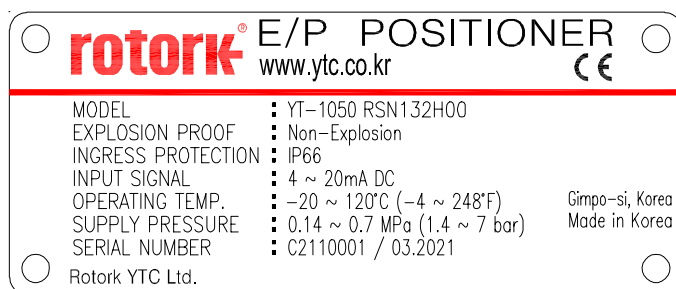 rotork® E/P POSITIONER
www.ytc.co.kr CE
MODEL : YT-1050 RSN132H00
EXPLOSION PROOF : Non-Explosion
INGRESS PROTECTION : IP66
INPUT SIGNAL : 4 ~ 20mA DC
OPERATING TEMP. : -20 ~ 120°C (-4 ~ 248°F) Gimpo-si, Korea
SUPPLY PRESSURE : 0.14 ~ 0.7 MPa (1.4 ~ 7 bar) Made in Korea
SERIAL NUMBER : C2110001 / 03.2021
Rotork YTC Ltd.